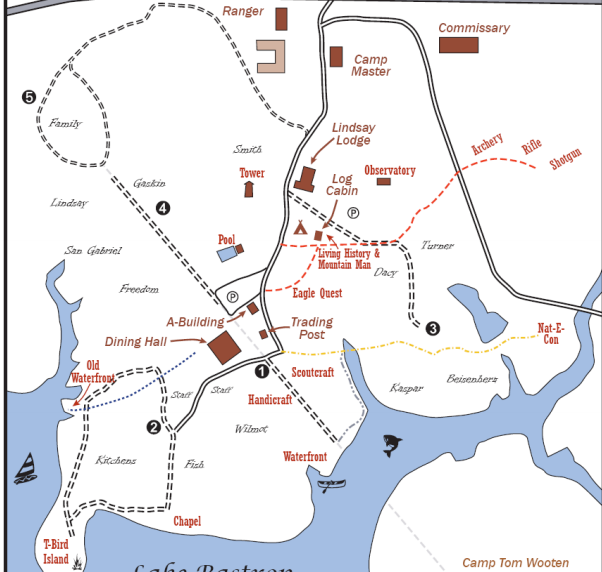 Ranger
Commissary
Camp
Master
5
Family
Lindsay
Lodge
Archery
Rifle
Shotgun
Smith
Tower
Gaskin
Log
Cabin
Observatory
Lindsay
4
P
San Gabriel
Pool
Living History &
Mountain Man
Turner
Dacy
Freedom
P
Eagle Quest
A-Building
Trading
Post
3
Nat-E-
Con
Dining Hall
Old
Waterfront
1
Scoutcraft
Kaspar
Beisenherz
Staff
Staff
Handicraft
2
Wilmot
Kitchens
Fish
Waterfront
Chapel
T-Bird
Island
Lake Bastrop
Camp Tom Wooten